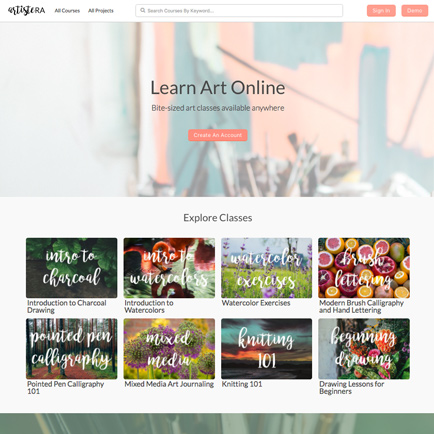 artistERA
All Courses
All Projects
Search Courses By Keyword...
Sign In
Demo
Learn Art Online
Bite-sized art classes available anywhere
Create An Account
Explore Classes
intro to
charcoal
intro to
watercolors
watercolor
exercises
brush
lettering
Introduction to Charcoal
Drawing
Introduction to
Watercolors
Watercolor Exercises
Modern Brush Calligraphy
and Hand Lettering
pointed pen
calligraphy
mixed
media
knitting
101
beginning
drawing
Pointed Pen Calligraphy
101
Mixed Media Art Journaling
Knitting 101
Drawing Lessons for
Beginners